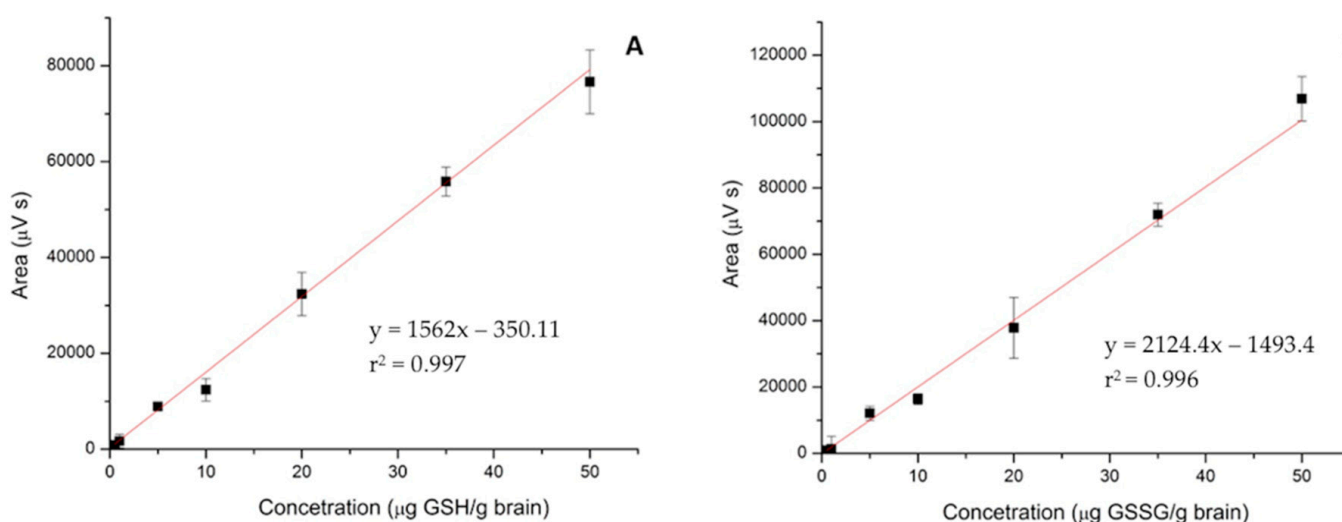 A
80000
60000
40000
20000
0
Area (μV s)
y = 1562x – 350.11
r² = 0.997
0 10 20 30 40 50
Concetration (μg GSH/g brain)
120000
100000
80000
60000
40000
20000
0
Area (μV s)
y = 2124.4x – 1493.4
r² = 0.996
0 10 20 30 40 50
Concetration (μg GSSG/g brain)